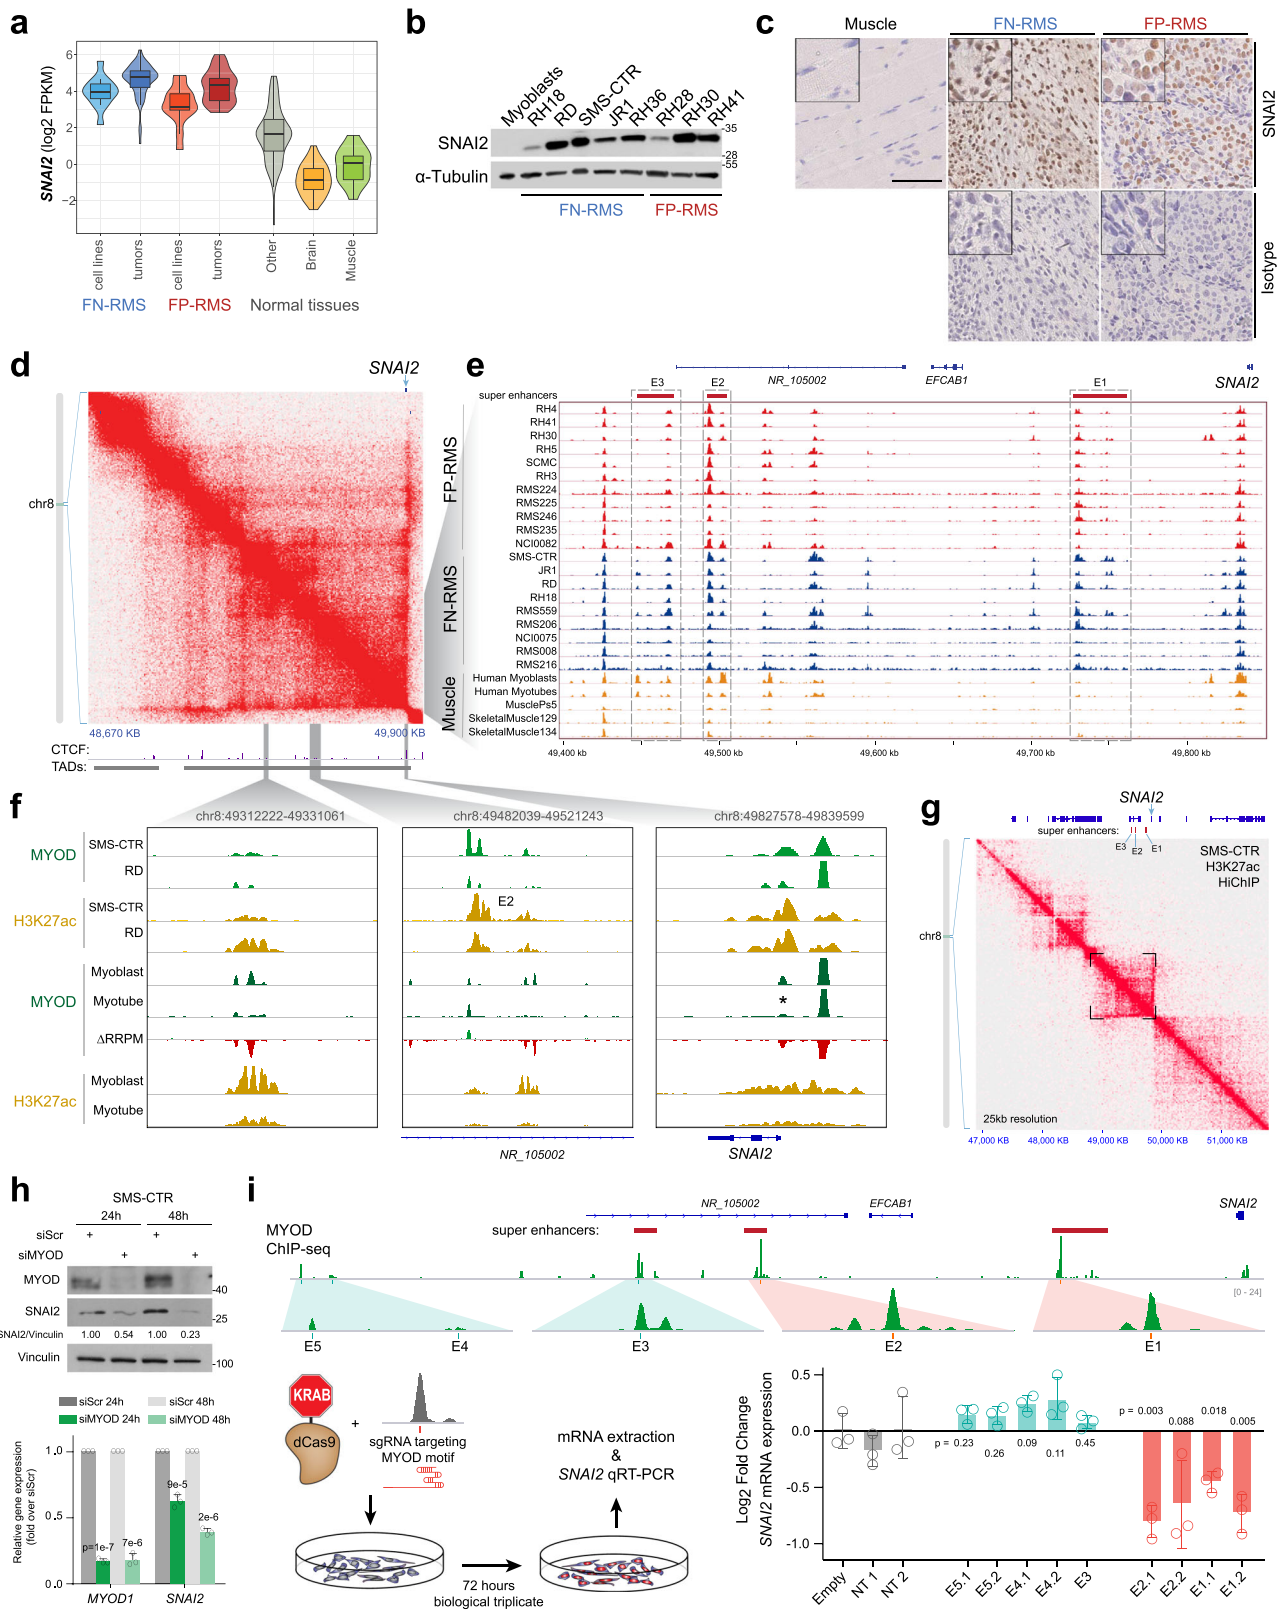 a
SNAI2 (log2 FPKM)
6
4
2
0
−2
cell lines
tumors
cell lines
tumors
Other
Brain
Muscle
FN-RMS
FP-RMS
Normal tissues
b
Myoblasts
RH18
RD
SMS-CTR
JR1
RH36
RH28
RH30
RH41
SNAI2
-35
-28
-55
α-Tubulin
FN-RMS
FP-RMS
c
Muscle
FN-RMS
FP-RMS
SNAI2
Isotype
d
SNAI2
chr8
48,670 KB
49,900 KB
CTCF:
TADs:
e
NR_105002
EFCAB1
SNAI2
super enhancers
E3
E2
E1
FP-RMS
FN-RMS
Muscle
RH4
RH41
RH30
RH5
SCMC
RH3
RMS224
RMS225
RMS246
RMS235
NCI0082
SMS-CTR
JR1
RD
RH18
RMS559
RMS206
NCI0075
RMS008
RMS216
Human Myoblasts
Human Myotubes
MusclePs5
SkeletalMuscle129
SkeletalMuscle134
49,400 kb
49,500 kb
49,600 kb
49,700 kb
49,800 kb
f
chr8:49312222-49331061
chr8:49482039-49521243
chr8:49827578-49839599
MYOD
SMS-CTR
RD
H3K27ac
SMS-CTR
RD
E2
MYOD
Myoblast
Myotube
*
ΔRRPM
H3K27ac
Myoblast
Myotube
NR_105002
SNAI2
g
SNAI2
super enhancers:
E3
E2
E1
SMS-CTR
H3K27ac
HiChIP
chr8
25kb resolution
47,000 KB
48,000 KB
49,000 KB
50,000 KB
51,000 KB
h
SMS-CTR
24h
48h
siScr
+
+
siMYOD
+
+
MYOD
-40
SNAI2
-25
SNAI2/Vinculin
1.00
0.54
1.00
0.23
Vinculin
-100
siScr 24h
siScr 48h
siMYOD 24h
siMYOD 48h
Relative gene expression
(fold over siScr)
1.0
0.5
0.0
p=1e-7
7e-6
9e-5
2e-6
MYOD1
SNAI2
i
NR_105002
EFCAB1
SNAI2
MYOD
ChIP-seq
super enhancers:
[0 - 24]
E5
E4
E3
E2
E1
KRAB
dCas9
+
sgRNA targeting
MYOD motif
mRNA extraction
&
SNAI2 qRT-PCR
72 hours
biological triplicate
Log2 Fold Change
SNAI2 mRNA expression
0.5
0.0
-0.5
-1.0
p =
0.23
0.26
0.09
0.11
0.45
p = 0.003
0.088
0.018
0.005
Empty
NT 1
NT 2
E5.1
E5.2
E4.1
E4.2
E3
E2.1
E2.2
E1.1
E1.2